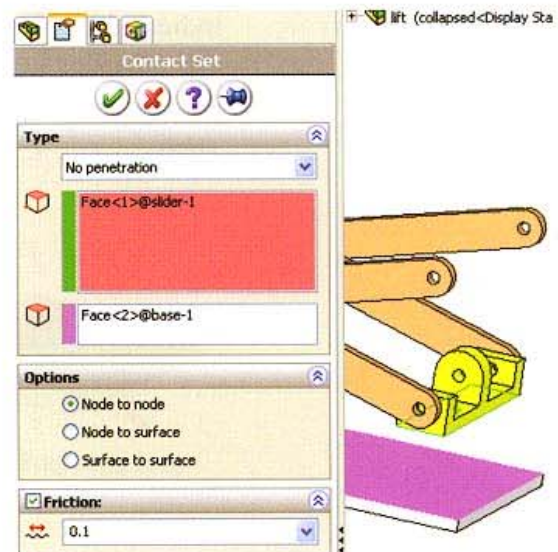 lift (collapsed<Display Sta
Contact Set
?
Type
No penetration
Face<1>@slider-1
Face<2>@base-1
Options
Node to node
Node to surface
Surface to surface
Friction:
0.1